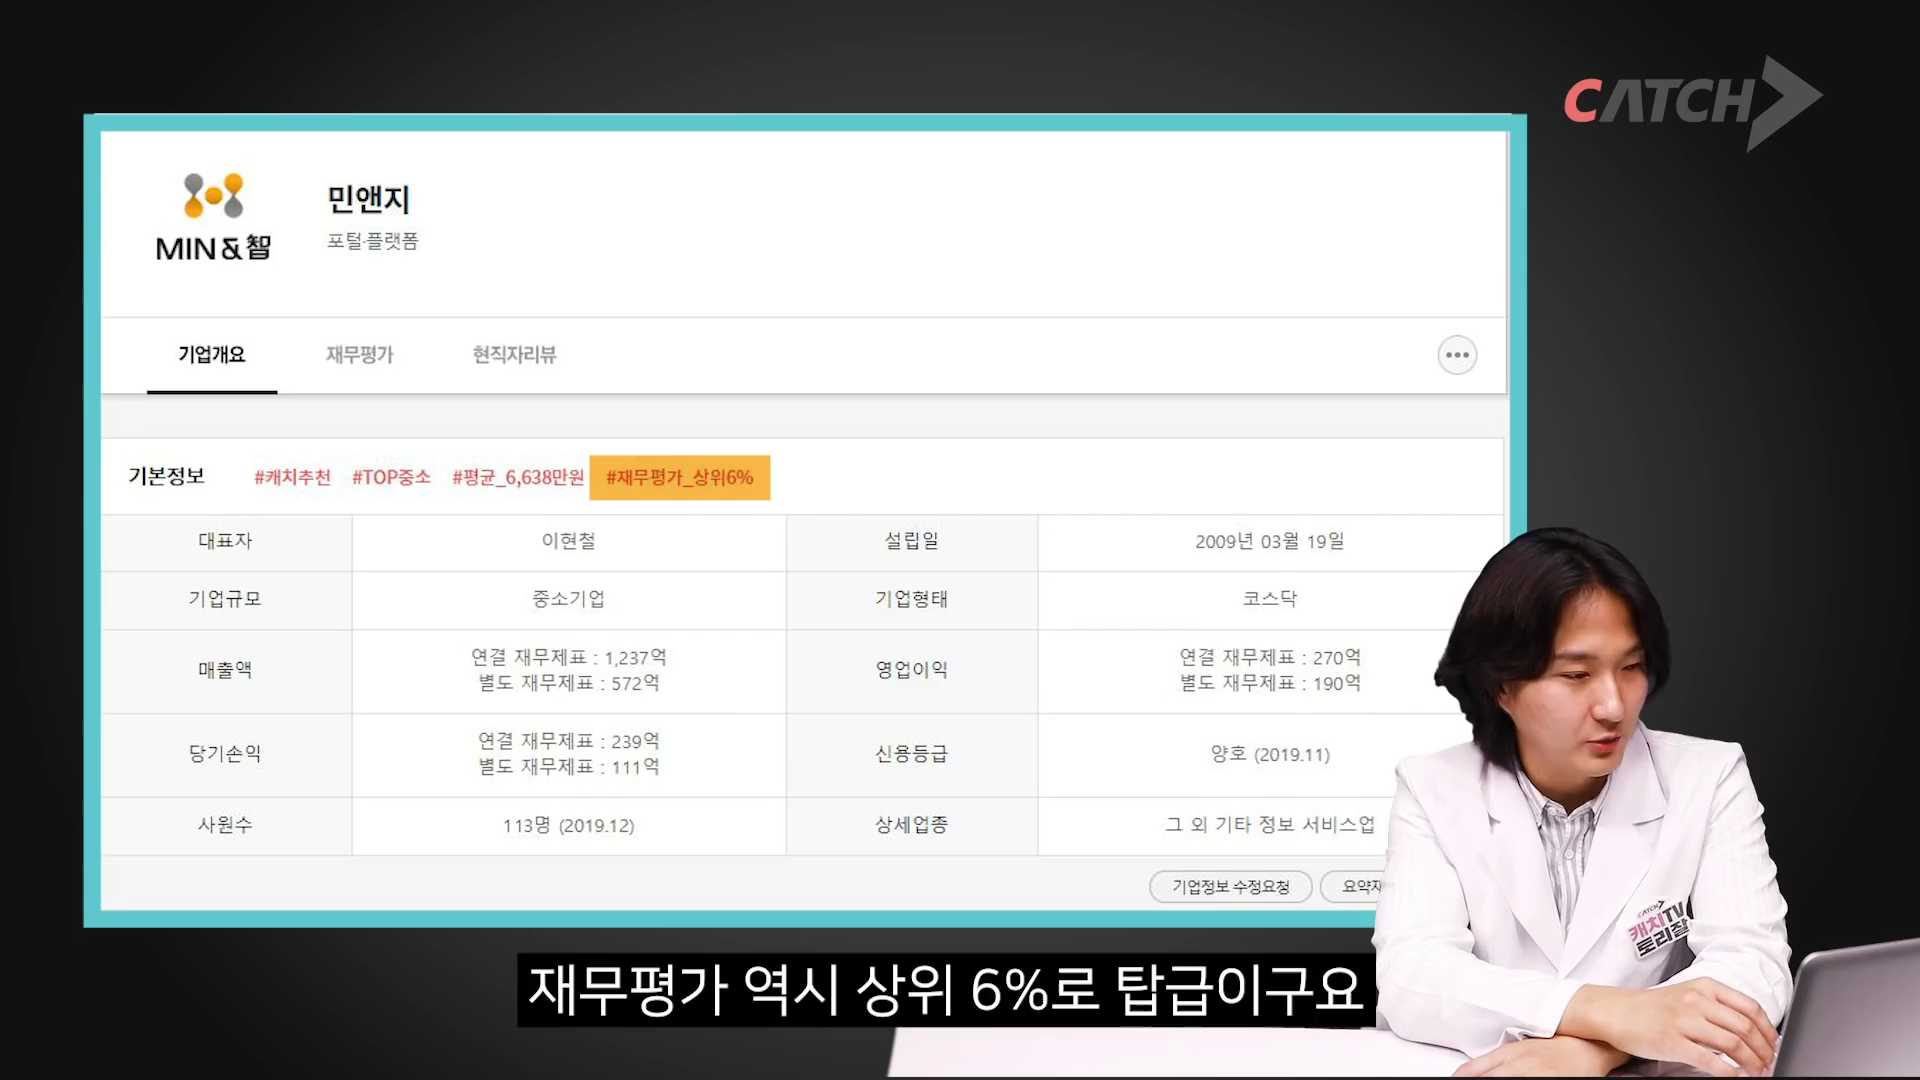 CATCH
MIN&智
민앤지
포털·플랫폼
기업개요 재무평가 현직자리뷰
기본정보 #캐치추천 #TOP중소 #평균_6,638만원 #재무평가_상위6%
대표자 이현철 설립일 2009년 03월 19일
기업규모 중소기업 기업형태 코스닥
매출액 연결 재무제표 : 1,237억 영업이익 연결 재무제표 : 270억
별도 재무제표 : 572억 별도 재무제표 : 190억
당기손익 연결 재무제표 : 239억 신용등급 양호 (2019.11)
별도 재무제표 : 111억
사원수 113명 (2019.12) 상세업종 그 외 기타 정보 서비스업
기업정보 수정요청 요약재
CATCH
캐치TV
토리잘
재무평가 역시 상위 6%로 탑급이구요